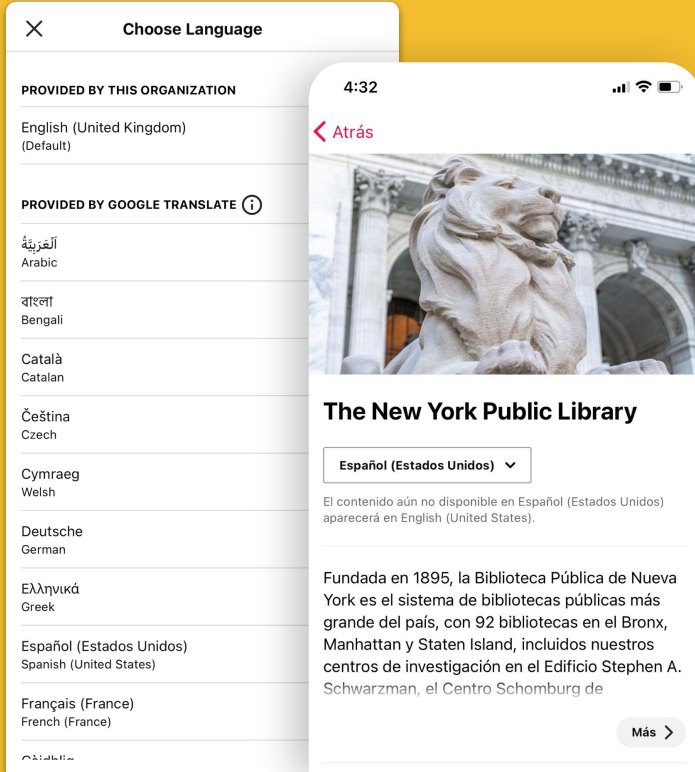 Choose Language
PROVIDED BY THIS ORGANIZATION
English (United Kingdom)
(Default)
PROVIDED BY GOOGLE TRANSLATE
اَلْعَرَبِيَّةُ
Arabic
বাংলা
Bengali
Català
Catalan
Čeština
Czech
Cymraeg
Welsh
Deutsche
German
Ελληνικά
Greek
Español (Estados Unidos)
Spanish (United States)
Français (France)
French (France)
4:32
Atrás
The New York Public Library
Español (Estados Unidos)
El contenido aún no disponible en Español (Estados Unidos)
aparecerá en English (United States).
Fundada en 1895, la Biblioteca Pública de Nueva
York es el sistema de bibliotecas públicas más
grande del país, con 92 bibliotecas en el Bronx,
Manhattan y Staten Island, incluidos nuestros
centros de investigación en el Edificio Stephen A.
Schwarzman, el Centro Schomburg de
Más